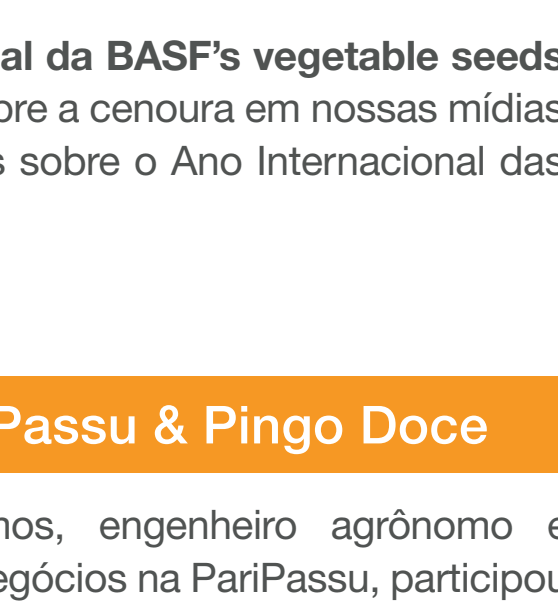 al da BASF’s vegetable seeds
bre a cenoura em nossas mídias
s sobre o Ano Internacional das
Passu & Pingo Doce
mos, engenheiro agrônomo e
egócios na PariPassu, participou